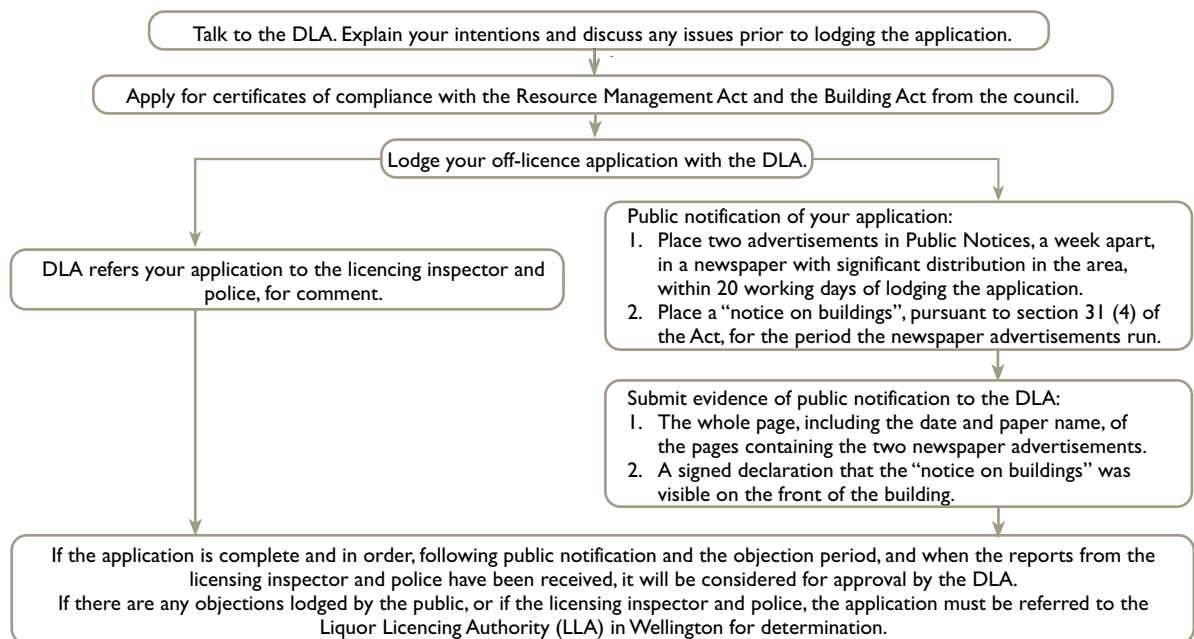 Talk to the DLA. Explain your intentions and discuss any issues prior to lodging the application.
Apply for certificates of compliance with the Resource Management Act and the Building Act from the council.
Lodge your off-licence application with the DLA.
DLA refers your application to the licencing inspector and
police, for comment.
Public notification of your application:
1. Place two advertisements in Public Notices, a week apart,
in a newspaper with significant distribution in the area,
within 20 working days of lodging the application.
2. Place a “notice on buildings”, pursuant to section 31 (4) of
the Act, for the period the newspaper advertisements run.
Submit evidence of public notification to the DLA:
1. The whole page, including the date and paper name, of
the pages containing the two newspaper advertisements.
2. A signed declaration that the “notice on buildings” was
visible on the front of the building.
If the application is complete and in order, following public notification and the objection period, and when the reports from the
licensing inspector and police have been received, it will be considered for approval by the DLA.
If there are any objections lodged by the public, or if the licensing inspector and police, the application must be referred to the
Liquor Licencing Authority (LLA) in Wellington for determination.